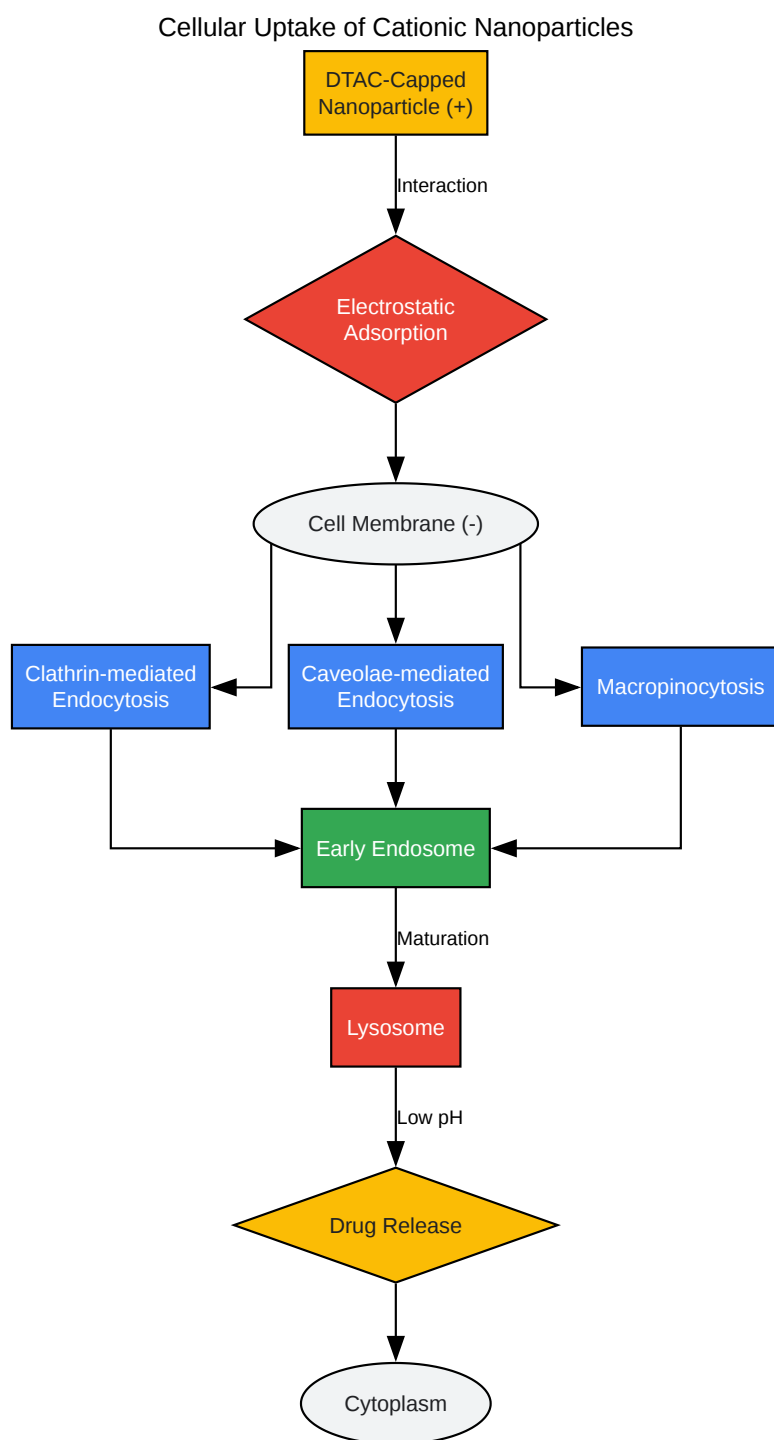 Cellular Uptake of Cationic Nanoparticles
DTAC-Capped
Nanoparticle (+)
Interaction
Electrostatic
Adsorption
Cell Membrane (-)
Clathrin-mediated
Endocytosis
Caveolae-mediated
Endocytosis
Macropinocytosis
Early Endosome
Maturation
Lysosome
Low pH
Drug Release
Cytoplasm